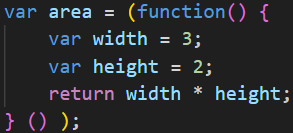 var area = (function() {
    var width = 3;
    var height = 2;
    return width * height;
} () );